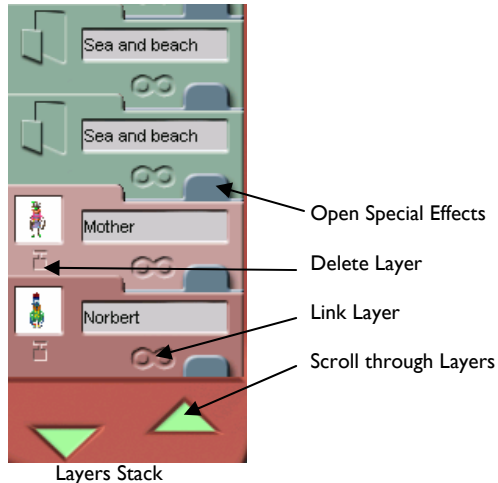 Sea and beach
Sea and beach
Open Special Effects
Mother
Delete Layer
Link Layer
Norbert
Scroll through Layers
Layers Stack